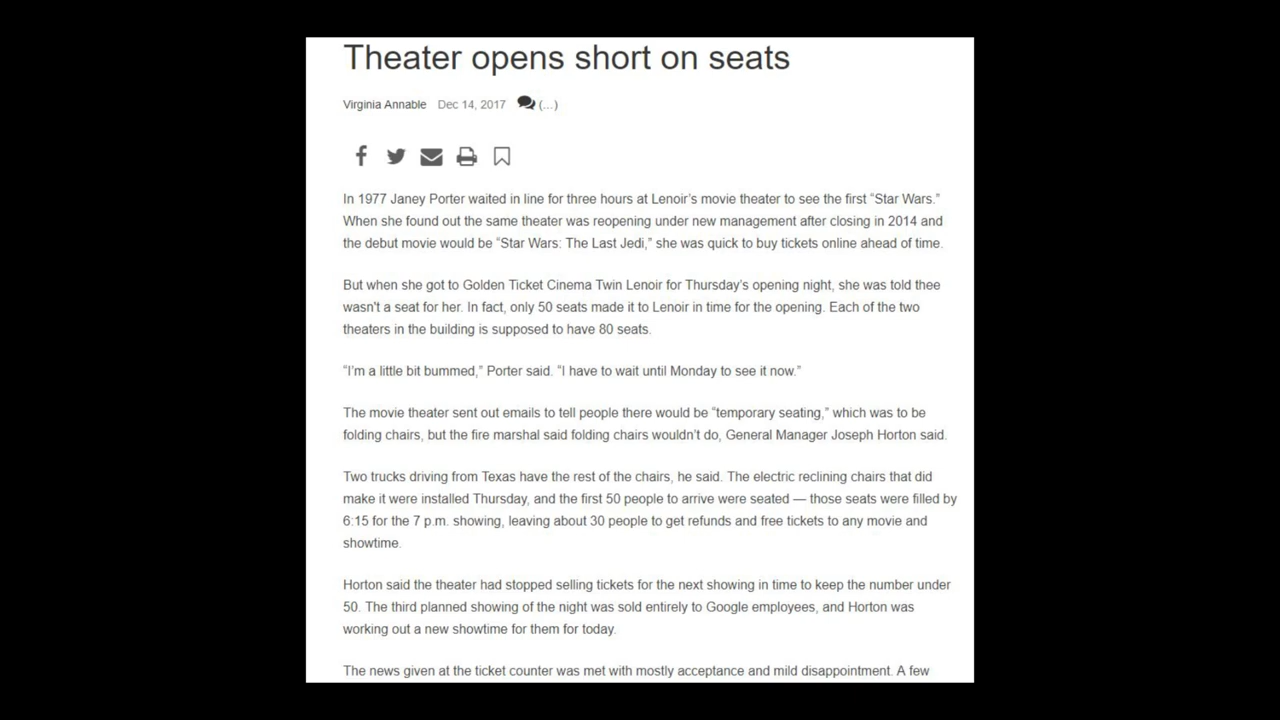 Theater opens short on seats
Virginia Annable Dec 14, 2017 (...)
In 1977 Janey Porter waited in line for three hours at Lenoir’s movie theater to see the first “Star Wars.”
When she found out the same theater was reopening under new management after closing in 2014 and
the debut movie would be “Star Wars: The Last Jedi,” she was quick to buy tickets online ahead of time.
But when she got to Golden Ticket Cinema Twin Lenoir for Thursday’s opening night, she was told thee
wasn't a seat for her. In fact, only 50 seats made it to Lenoir in time for the opening. Each of the two
theaters in the building is supposed to have 80 seats.
“I’m a little bit bummed,” Porter said. “I have to wait until Monday to see it now.”
The movie theater sent out emails to tell people there would be “temporary seating,” which was to be
folding chairs, but the fire marshal said folding chairs wouldn’t do, General Manager Joseph Horton said.
Two trucks driving from Texas have the rest of the chairs, he said. The electric reclining chairs that did
make it were installed Thursday, and the first 50 people to arrive were seated — those seats were filled by
6:15 for the 7 p.m. showing, leaving about 30 people to get refunds and free tickets to any movie and
showtime.
Horton said the theater had stopped selling tickets for the next showing in time to keep the number under
50. The third planned showing of the night was sold entirely to Google employees, and Horton was
working out a new showtime for them for today.
The news given at the ticket counter was met with mostly acceptance and mild disappointment. A few